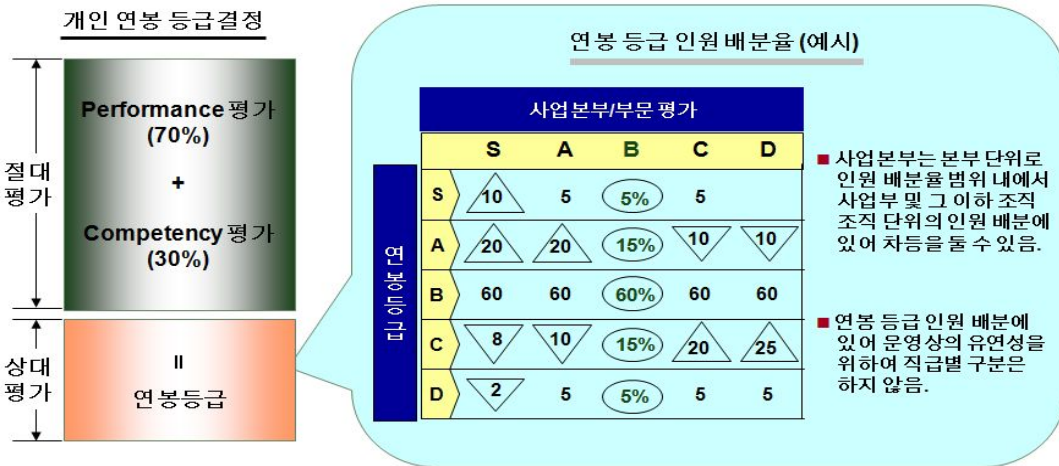 개인 연봉 등급결정
절대
평가
Performance 평가
(70%)
+
Competency 평가
(30%)
상대
평가
=
연봉등급
연봉 등급 인원 배분율 (예시)
사업본부/부문 평가
연봉등급
S A B C D
S 10 5 5% 5
A 20 20 15% 10 10
B 60 60 60% 60 60
C 8 10 15% 20 25
D 2 5 5% 5 5
■ 사업본부는 본부 단위로
인원 배분율 범위 내에서
사업부 및 그 이하 조직
조직 단위의 인원 배분에
있어 차등을 둘 수 있음.
■ 연봉 등급 인원 배분에
있어 운영상의 유연성을
위하여 직급별 구분은
하지 않음.